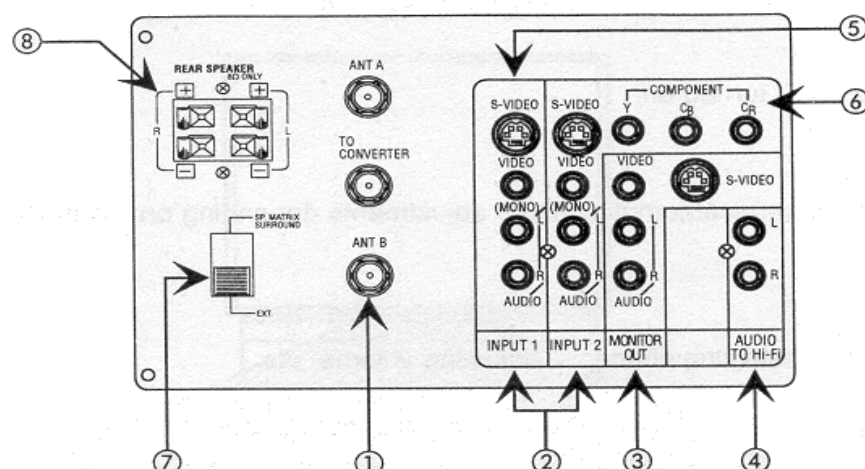 ⑧
⑤
⑥
REAR SPEAKER
8Ω ONLY
+ +
R L
− −
ANT A
TO
CONVERTER
ANT B
SP MATRIX
SURROUND
EXT.
COMPONENT
Y CB CR
S-VIDEO S-VIDEO
VIDEO VIDEO VIDEO
S-VIDEO
(MONO) (MONO)
L L L L
R R R R
AUDIO AUDIO AUDIO
INPUT 1 INPUT 2 MONITOR
OUT AUDIO
TO Hi-Fi
⑦ ① ② ③ ④